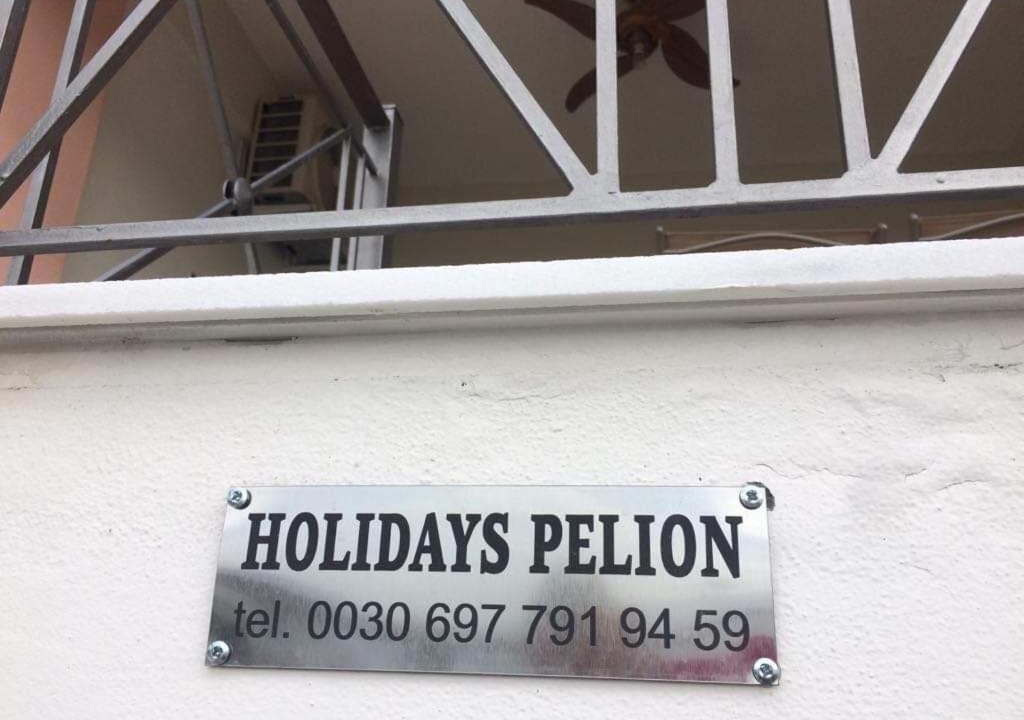 HOLIDAYS PELION
tel. 0030 697 791 94 59